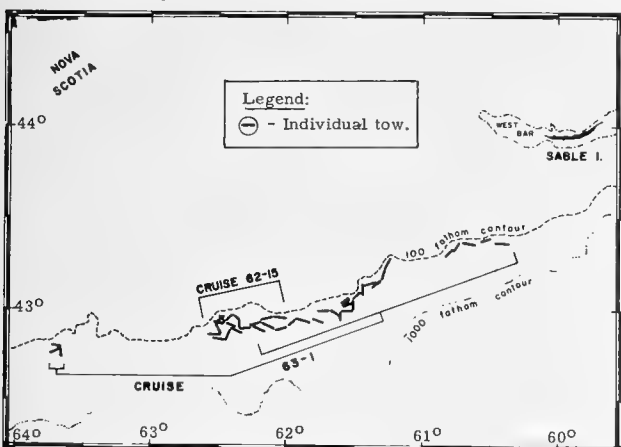 NOVA
SCOTIA
Legend:
- Individual tow.
44°
WEST
BAR
SABLE I.
100 fathom contour
CRUISE 62-15
43°
1000 fathom contour
63-1
CRUISE
64° 63° 62° 61° 60°